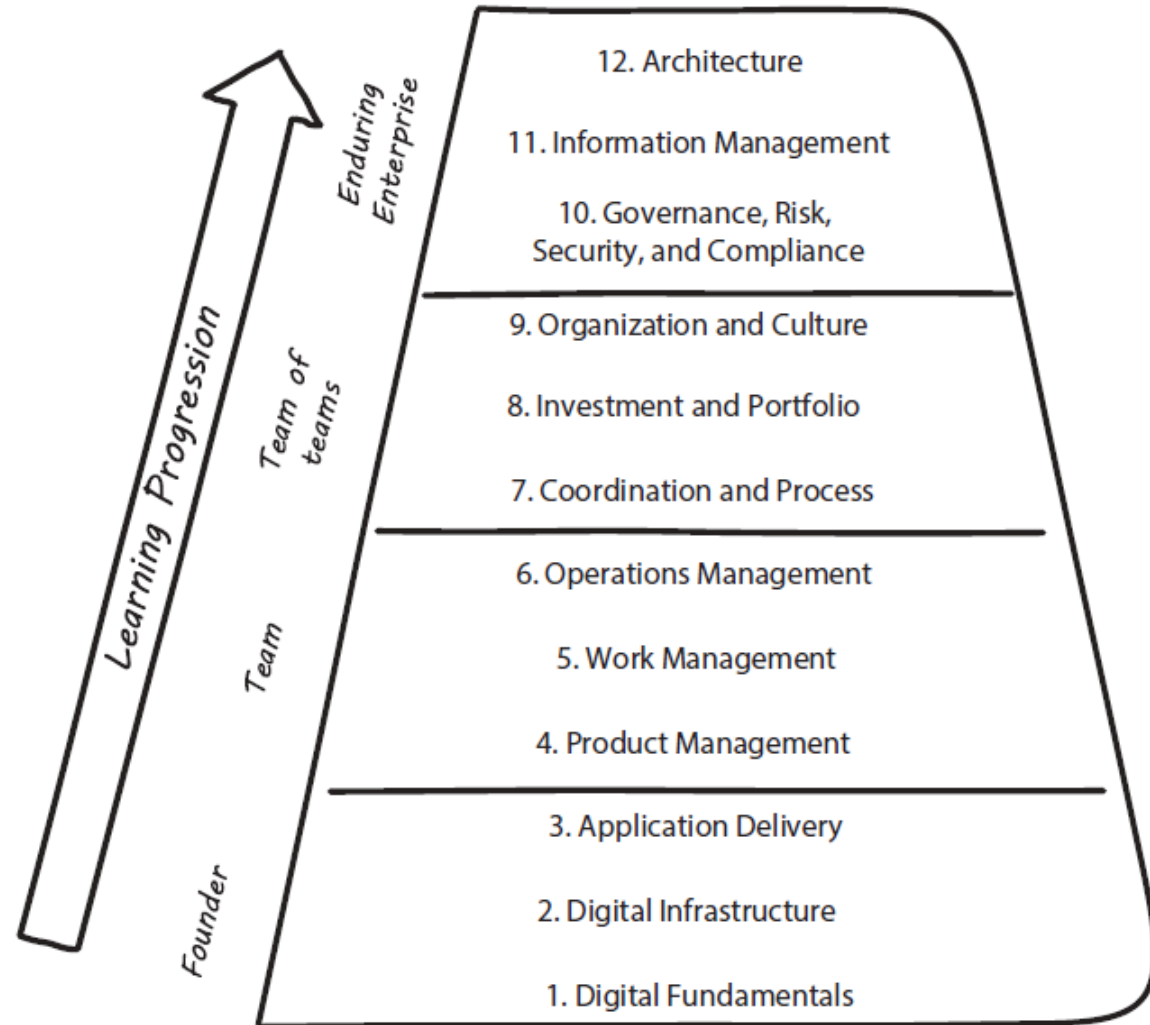 12. Architecture
11. Information Management
10. Governance, Risk,
Security, and Compliance
Enduring
Enterprise
9. Organization and Culture
8. Investment and Portfolio
7. Coordination and Process
Team of
teams
6. Operations Management
5. Work Management
4. Product Management
Team
3. Application Delivery
2. Digital Infrastructure
1. Digital Fundamentals
Founder
Learning Progression